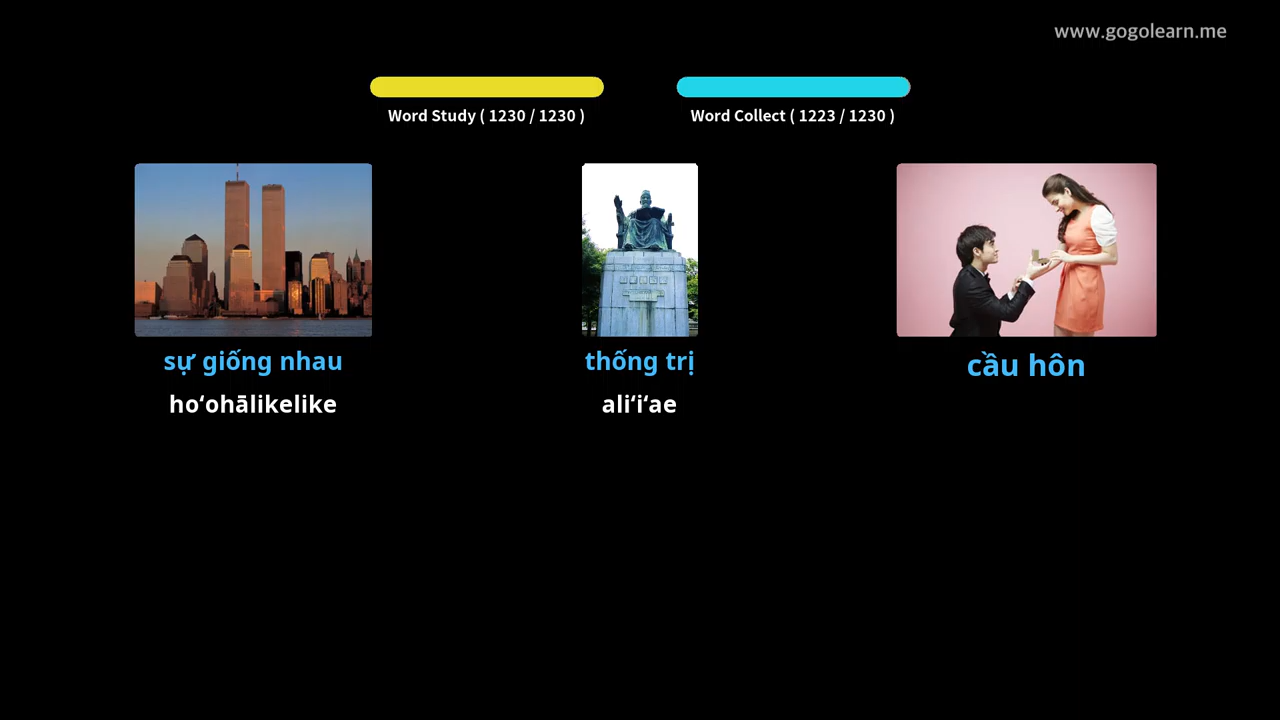 www.gogolearn.me
Word Study ( 1230 / 1230 )
Word Collect ( 1223 / 1230 )
sự giống nhau
thống trị
cầu hôn
hoʻohālikelike
aliʻiʻae